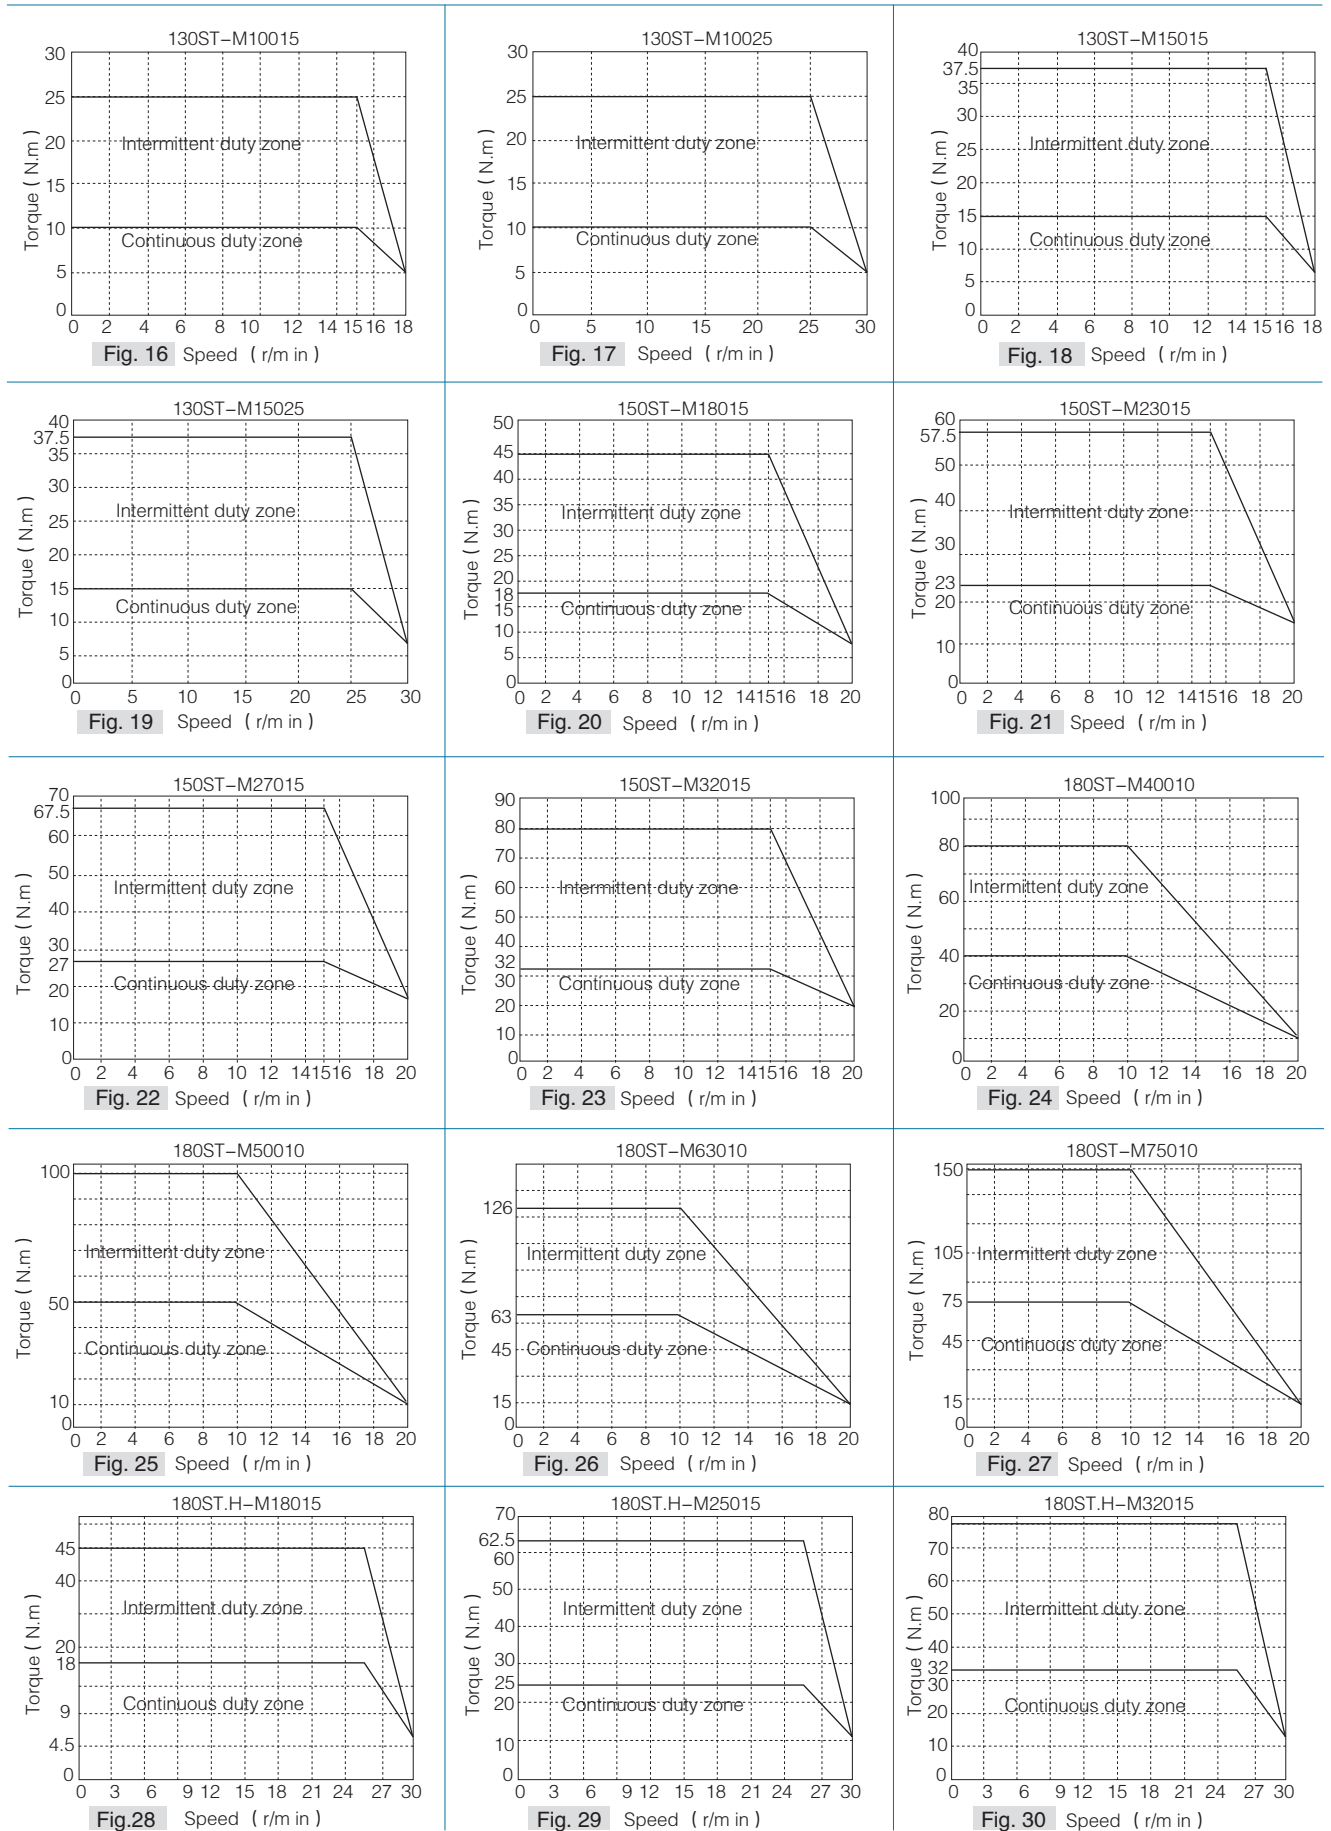 130ST–M10015
30
25
20
15
10
5
0
Torque ( N.m )
Intermittent duty zone
Continuous duty zone
0 2 4 6 8 10 12 14 15 16 18
Fig. 16 Speed ( r/m in )
130ST–M10025
30
25
20
15
10
5
0
Torque ( N.m )
Intermittent duty zone
Continuous duty zone
0 5 10 15 20 25 30
Fig. 17 Speed ( r/m in )
130ST–M15015
40
37.5
35
30
25
20
15
10
5
0
Torque ( N.m )
Intermittent duty zone
Continuous duty zone
0 2 4 6 8 10 12 14 15 16 18
Fig. 18 Speed ( r/m in )
130ST–M15025
40
37.5
35
30
25
20
15
10
5
0
Torque ( N.m )
Intermittent duty zone
Continuous duty zone
0 5 10 15 20 25 30
Fig. 19 Speed ( r/m in )
150ST–M18015
50
45
40
35
30
25
20
18
15
10
5
0
Torque ( N.m )
Intermittent duty zone
Continuous duty zone
0 2 4 6 8 10 12 14 15 16 18 20
Fig. 20 Speed ( r/m in )
150ST–M23015
60
57.5
50
40
30
23
20
10
0
Torque ( N.m )
Intermittent duty zone
Continuous duty zone
0 2 4 6 8 10 12 14 15 16 18 20
Fig. 21 Speed ( r/m in )
150ST–M27015
70
67.5
60
50
40
30
27
20
10
0
Torque ( N.m )
Intermittent duty zone
Continuous duty zone
0 2 4 6 8 10 12 14 15 16 18 20
Fig. 22 Speed ( r/m in )
150ST–M32015
90
80
70
60
50
40
32
30
20
10
0
Torque ( N.m )
Intermittent duty zone
Continuous duty zone
0 2 4 6 8 10 12 14 15 16 18 20
Fig. 23 Speed ( r/m in )
180ST–M40010
100
80
60
40
20
0
Torque ( N.m )
Intermittent duty zone
Continuous duty zone
0 2 4 6 8 10 12 14 16 18 20
Fig. 24 Speed ( r/m in )
180ST–M50010
100
50
10
0
Torque ( N.m )
Intermittent duty zone
Continuous duty zone
0 2 4 6 8 10 12 14 16 18 20
Fig. 25 Speed ( r/m in )
180ST–M63010
126
63
45
15
0
Torque ( N.m )
Intermittent duty zone
Continuous duty zone
0 2 4 6 8 10 12 14 16 18 20
Fig. 26 Speed ( r/m in )
180ST–M75010
150
105
75
45
15
0
Torque ( N.m )
Intermittent duty zone
Continuous duty zone
0 2 4 6 8 10 12 14 16 18 20
Fig. 27 Speed ( r/m in )
180ST.H–M18015
45
40
20
18
9
4.5
0
Torque ( N.m )
Intermittent duty zone
Continuous duty zone
0 3 6 9 12 15 18 21 24 27 30
Fig.28 Speed ( r/m in )
180ST.H–M25015
70
62.5
60
50
40
30
25
20
10
0
Torque ( N.m )
Intermittent duty zone
Continuous duty zone
0 3 6 9 12 15 18 21 24 27 30
Fig. 29 Speed ( r/m in )
180ST.H–M32015
80
70
60
50
40
32
30
20
10
0
Torque ( N.m )
Intermittent duty zone
Continuous duty zone
0 3 6 9 12 15 18 21 24 27 30
Fig. 30 Speed ( r/m in )